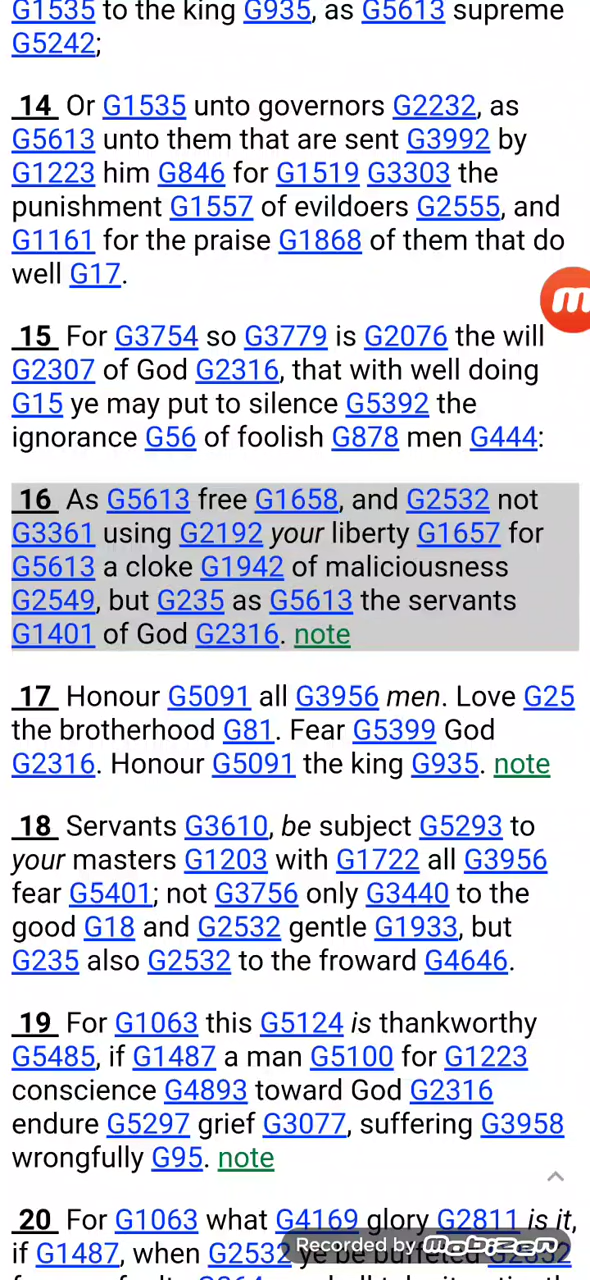 G1535 to the king G935, as G5613 supreme
G5242;
14 Or G1535 unto governors G2232, as
G5613 unto them that are sent G3992 by
G1223 him G846 for G1519 G3303 the
punishment G1557 of evildoers G2555, and
G1161 for the praise G1868 of them that do
well G17.
m
15 For G3754 so G3779 is G2076 the will
G2307 of God G2316, that with well doing
G15 ye may put to silence G5392 the
ignorance G56 of foolish G878 men G444:
16 As G5613 free G1658, and G2532 not
G3361 using G2192 your liberty G1657 for
G5613 a cloke G1942 of maliciousness
G2549, but G235 as G5613 the servants
G1401 of God G2316. note
17 Honour G5091 all G3956 men. Love G25
the brotherhood G81. Fear G5399 God
G2316. Honour G5091 the king G935. note
18 Servants G3610, be subject G5293 to
your masters G1203 with G1722 all G3956
fear G5401; not G3756 only G3440 to the
good G18 and G2532 gentle G1933, but
G235 also G2532 to the froward G4646.
19 For G1063 this G5124 is thankworthy
G5485, if G1487 a man G5100 for G1223
conscience G4893 toward God G2316
endure G5297 grief G3077, suffering G3958
wrongfully G95. note
20 For G1063 what G4169 glory G2811 is it,
if G1487, when G2532 ye be buffeted G2852
Recorded by Mobizen